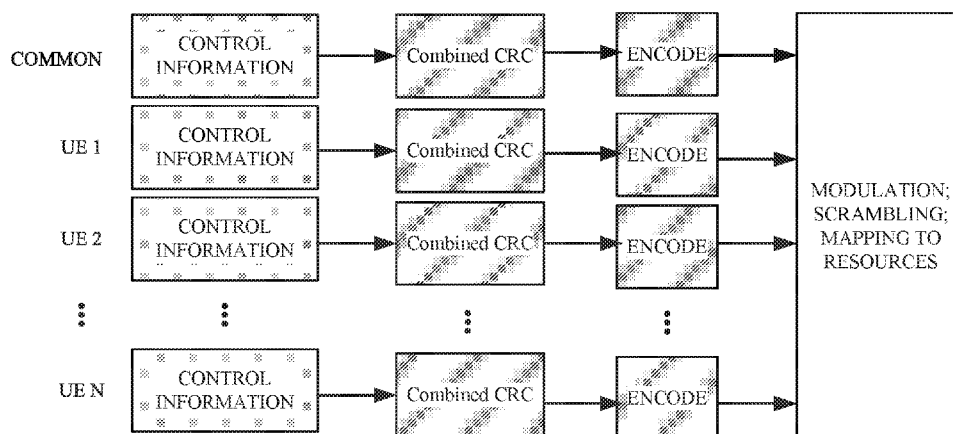 COMMON
CONTROL
INFORMATION
Combined CRC
ENCODE
UE 1
CONTROL
INFORMATION
Combined CRC
ENCODE
UE 2
CONTROL
INFORMATION
Combined CRC
ENCODE
UE N
CONTROL
INFORMATION
Combined CRC
ENCODE
MODULATION;
SCRAMBLING;
MAPPING TO
RESOURCES